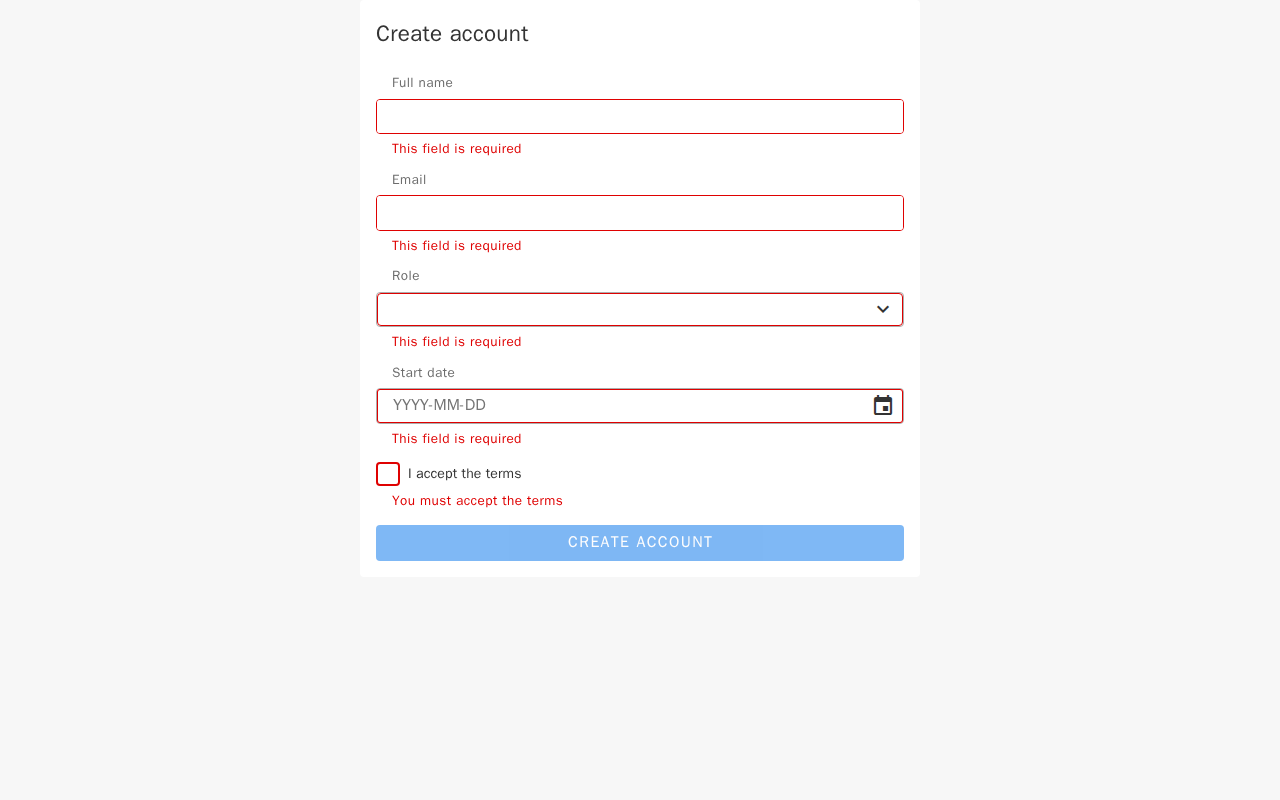 Create account
Full name
This field is required
Email
This field is required
Role
This field is required
Start date
YYYY-MM-DD
This field is required
I accept the terms
You must accept the terms
CREATE ACCOUNT